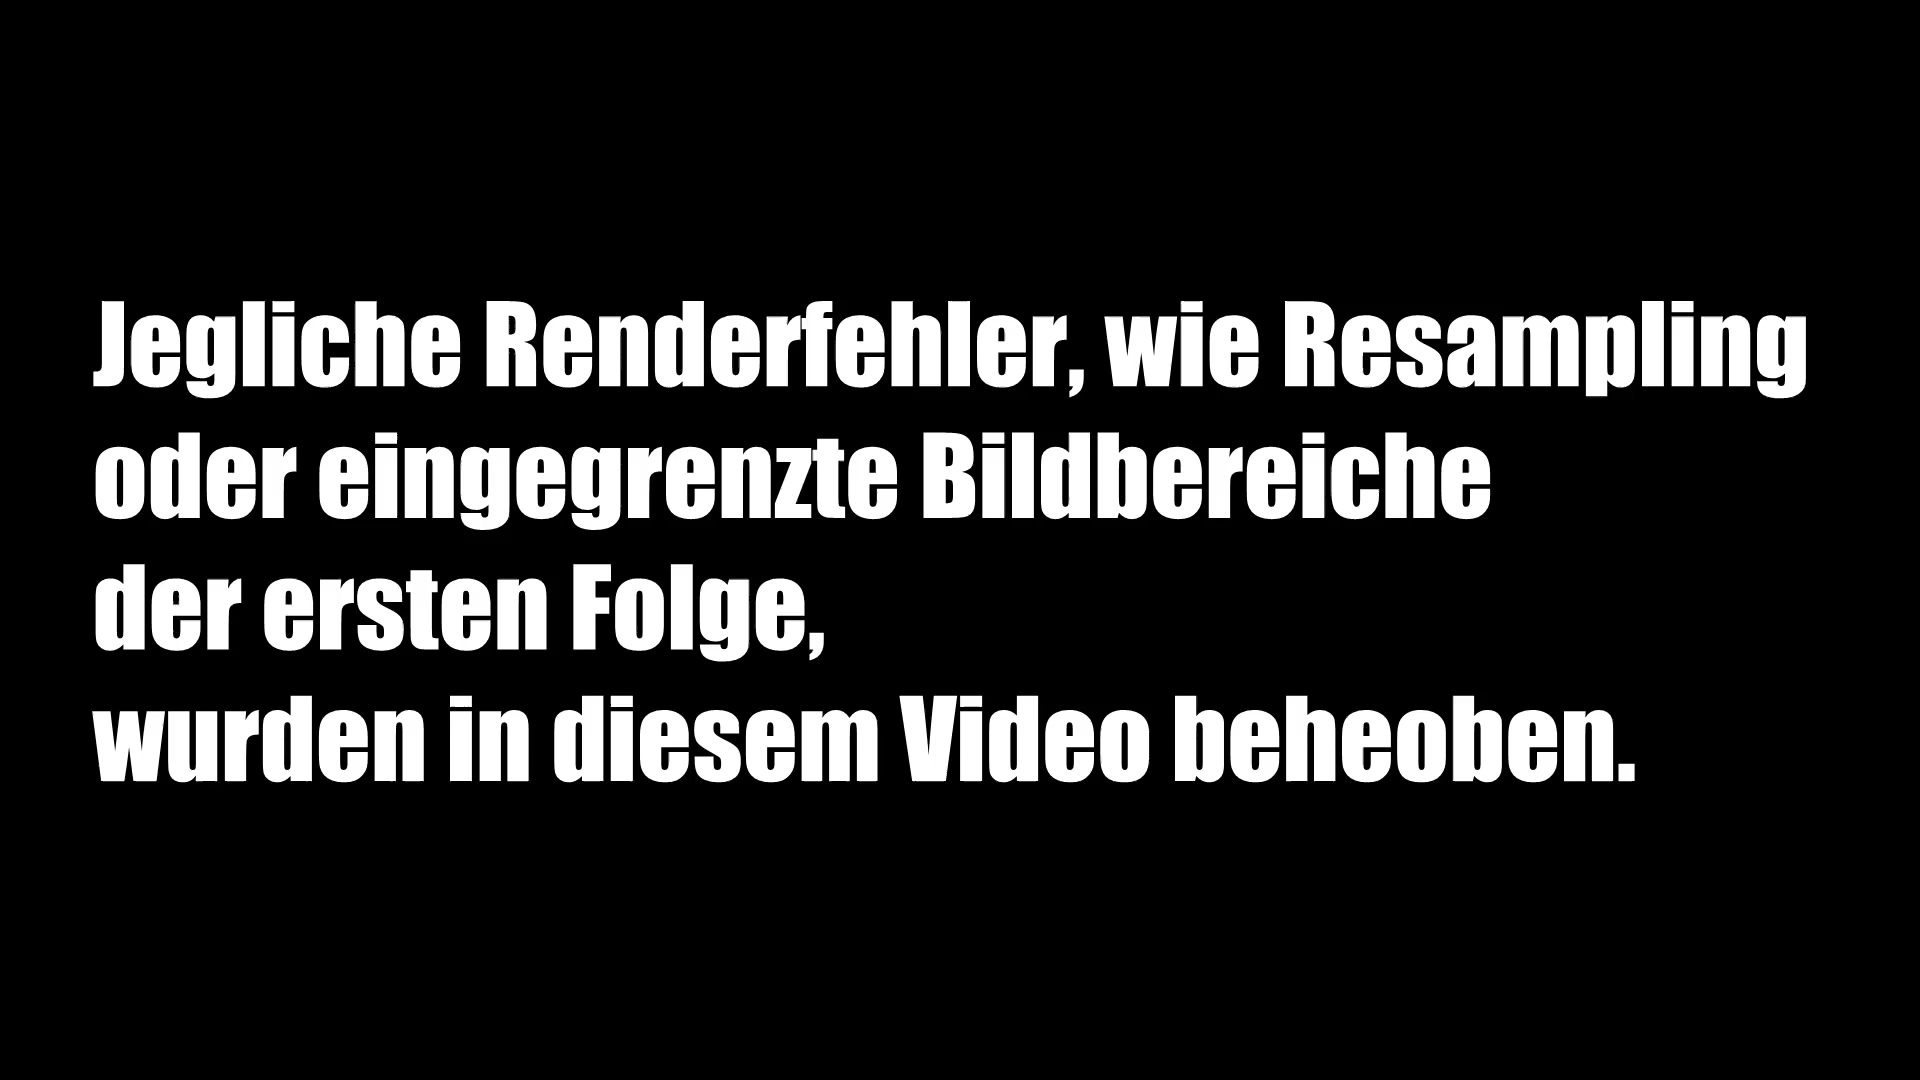 Jegliche Renderfehler, wie Resampling
oder eingegrenzte Bildbereiche
der ersten Folge,
wurden in diesem Video beheoben.